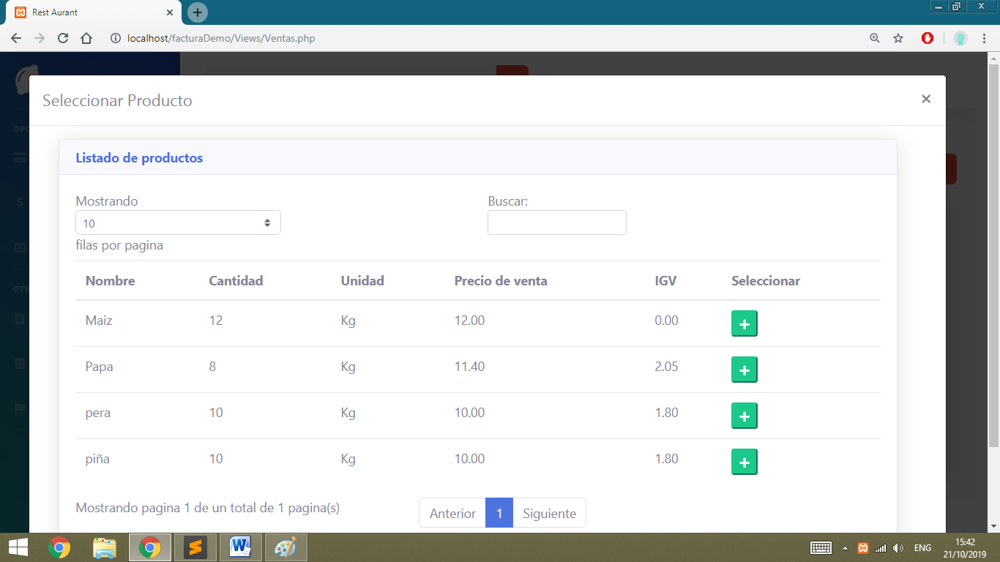 Rest Aurant
localhost/facturaDemo/Views/Ventas.php
Seleccionar Producto
Listado de productos
Mostrando
Buscar:
10
filas por pagina
Nombre Cantidad Unidad Precio de venta IGV Seleccionar
Maiz 12 Kg 12.00 0.00
Papa 8 Kg 11.40 2.05
pera 10 Kg 10.00 1.80
piña 10 Kg 10.00 1.80
Mostrando pagina 1 de un total de 1 pagina(s)
Anterior 1 Siguiente
ENG
15:42
21/10/2019